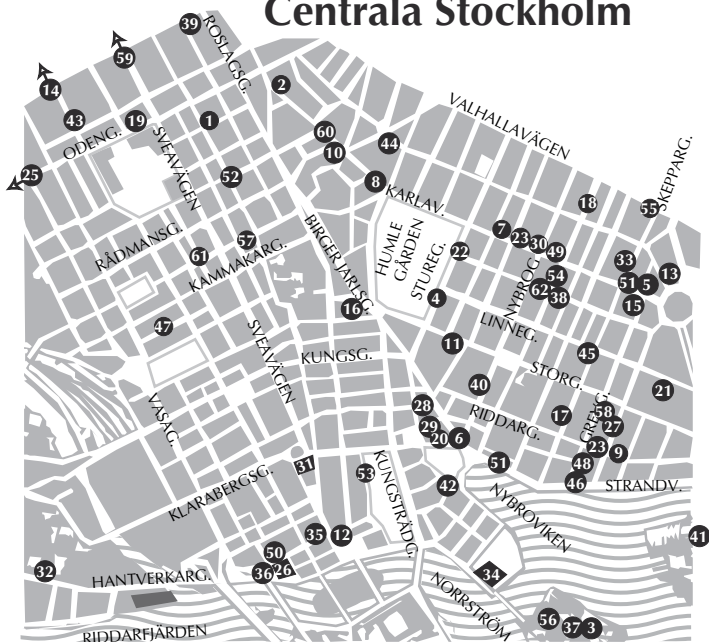 Centrala Stockholm
39
ROSLAGSG.
59
14
2
43
19
1
ODENG.
SVEAVÄGEN
60
10
44
VALHALLAVÄGEN
25
52
8
KARLAV.
18
55
SKEPPARG.
RÅDMANSG.
61
57
KAMMAKARG.
BIRGER JARLSG.
HUMLE
GÅRDEN
STUREG.
22
7
23
30
49
NYBROG.
54
62
38
33
51
5
13
15
16
4
47
SVEAVÄGEN
KUNGSG.
11
LINNEG.
45
STORG.
VASAG.
28
29
20
6
40
RIDDARG.
17
GREVG.
58
27
21
23
9
48
46
51
STRANDV.
31
53
KUNGSTRÄDG.
42
NYBROVIKEN
KLARABERGSG.
35
12
50
36
26
41
32
HANTVERKARG.
34
NORRSTRÖM
RIDDARFJÄRDEN
56
37
3